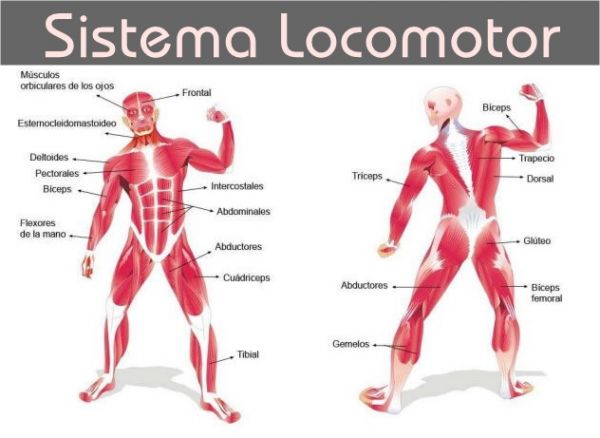 Sistema Locomotor
Músculos
orbiculares de los ojos
Frontal
Esternocleidomastoideo
Deltoides
Pectorales
Bíceps
Intercostales
Abdominales
Flexores
de la mano
Abductores
Cuádriceps
Tibial
Bíceps
Trapecio
Tríceps
Dorsal
Glúteo
Abductores
Bíceps
femoral
Gemelos